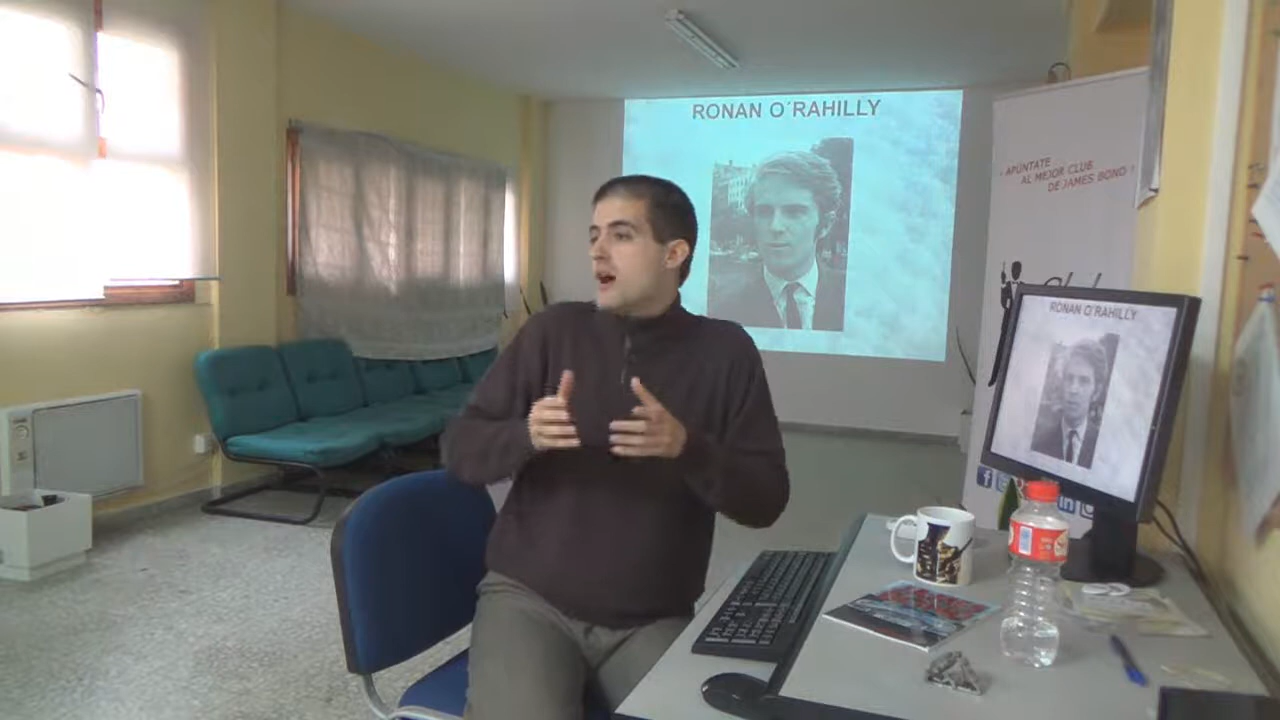 RONAN O´RAHILLY
¡ APÚNTATE
AL MEJOR CLUB
DE JAMES BOND !
RONAN O´RAHILLY